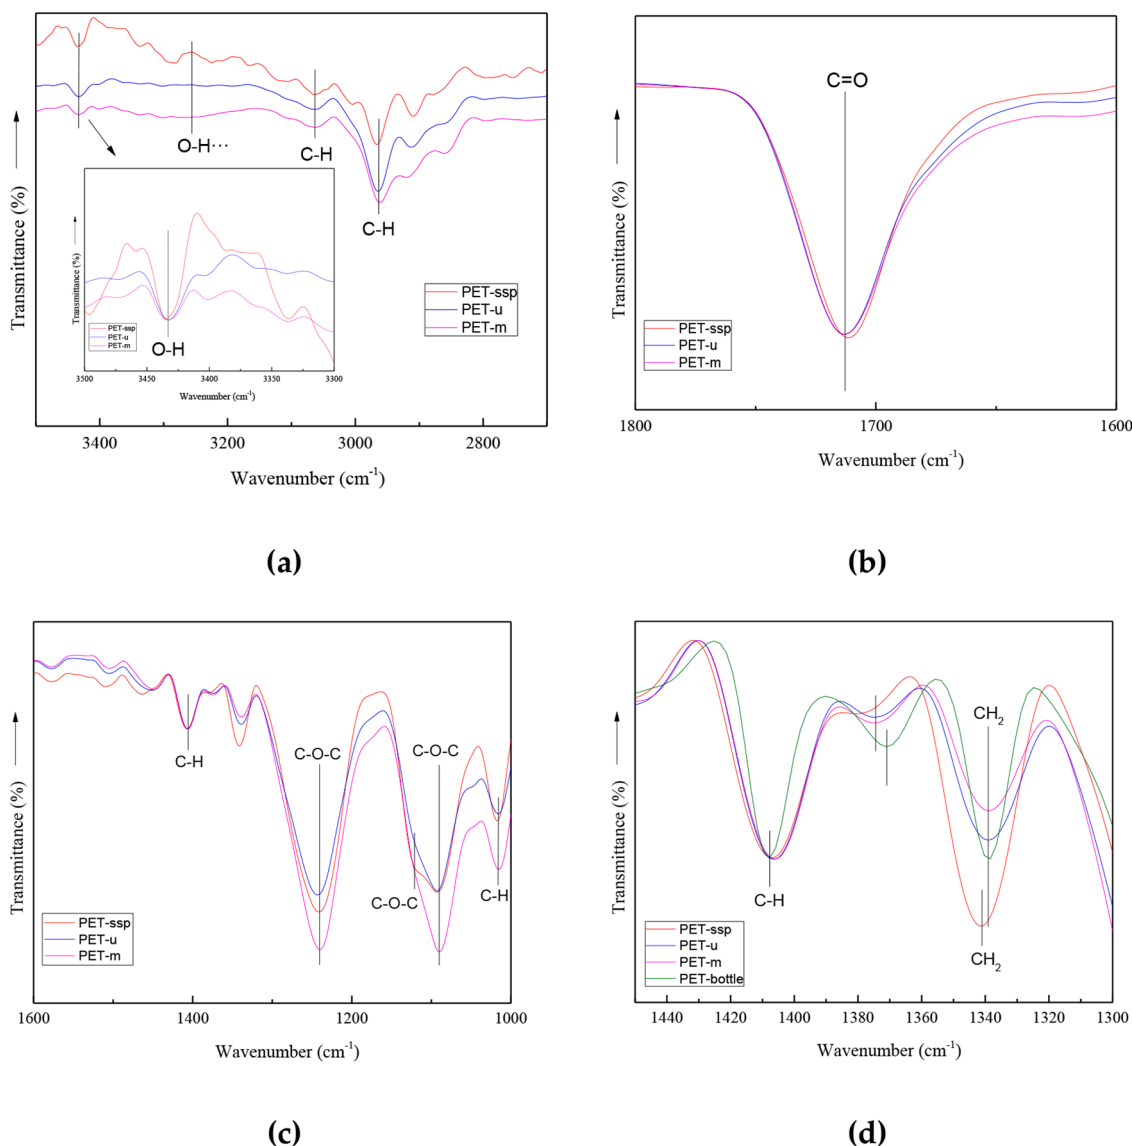 Transmittance (%)
O-H···
C-H
C-H
Transmittance (%)
O-H
PET-ssp
PET-u
PET-m
3500
3450
3400
3350
3300
Wavenumber (cm-1)
PET-ssp
PET-u
PET-m
3400
3200
3000
2800
Wavenumber (cm-1)
(a)
Transmittance (%)
C=O
PET-ssp
PET-u
PET-m
1800
1700
1600
Wavenumber (cm-1)
(b)
Transmittance (%)
C-H
C-O-C
C-O-C
C-O-C
C-H
PET-ssp
PET-u
PET-m
1600
1400
1200
1000
Wavenumber (cm-1)
(c)
Transmittance (%)
C-H
CH2
CH2
PET-ssp
PET-u
PET-m
PET-bottle
1440
1420
1400
1380
1360
1340
1320
1300
Wavenumber (cm-1)
(d)